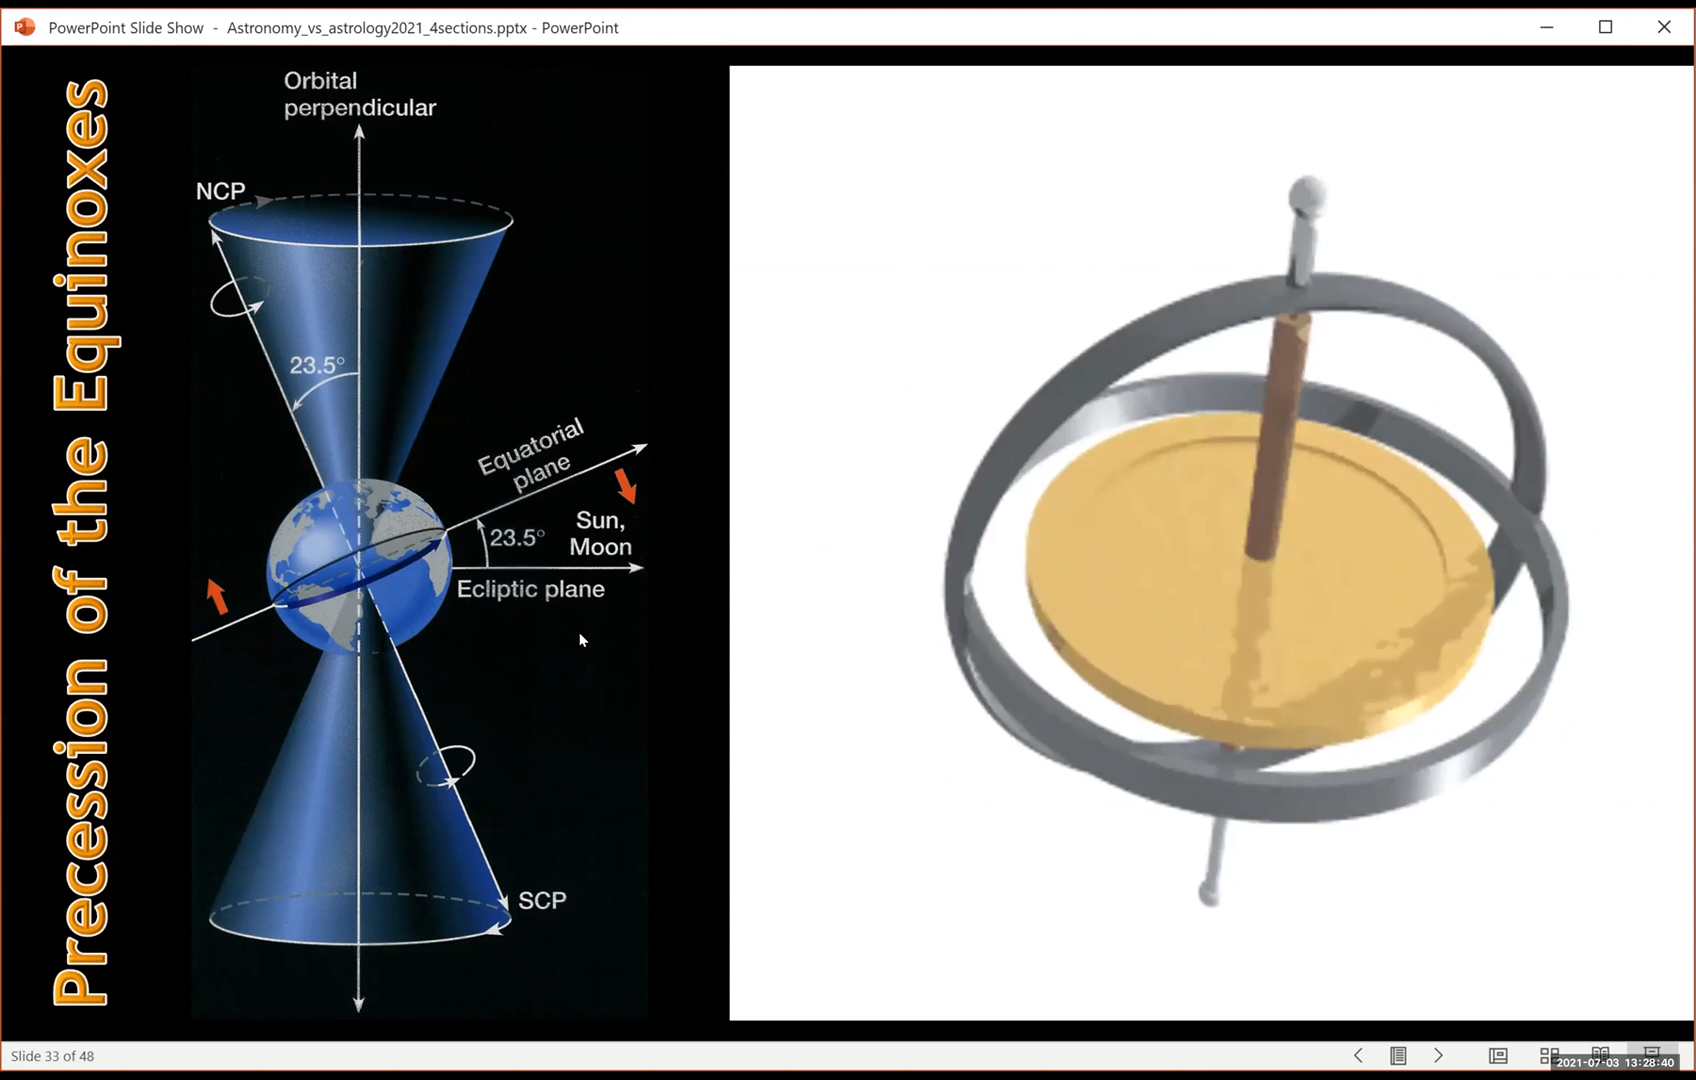 PowerPoint Slide Show - Astronomy_vs_astrology2021_4sections.pptx - PowerPoint
Precession of the Equinoxes
Orbital
perpendicular
NCP
23.5°
Equatorial
plane
23.5°
Sun,
Moon
Ecliptic plane
SCP
Slide 33 of 48
2021-07-03 13:28:40